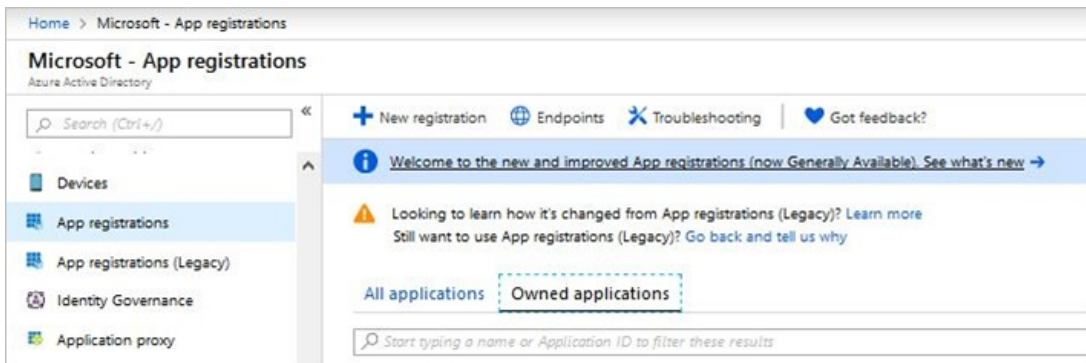 Home > Microsoft - App registrations
Microsoft - App registrations
Azure Active Directory
Search (Ctrl+/)
«
Devices
App registrations
App registrations (Legacy)
Identity Governance
Application proxy
New registration Endpoints Troubleshooting Got feedback?
Welcome to the new and improved App registrations (now Generally Available). See what's new →
Looking to learn how it's changed from App registrations (Legacy)? Learn more
Still want to use App registrations (Legacy)? Go back and tell us why
All applications Owned applications
Start typing a name or Application ID to filter these results